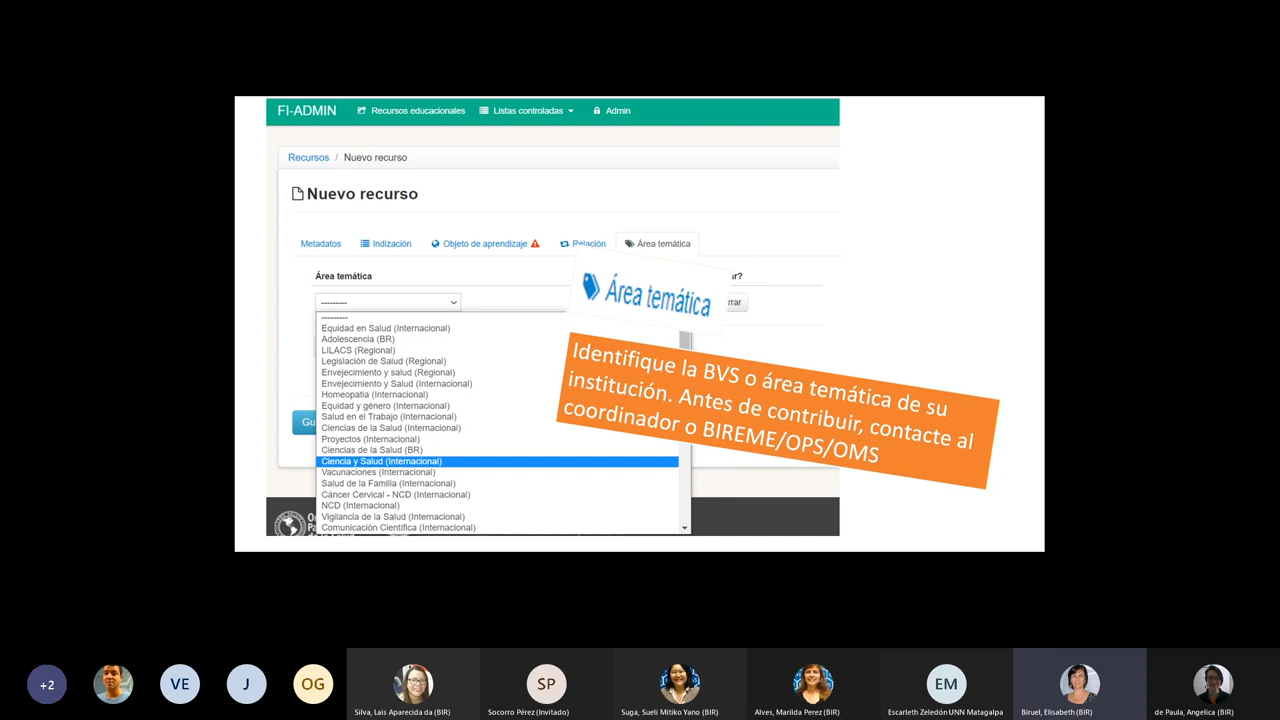 FI-ADMIN Recursos educacionales Listas controladas Admin
Recursos / Nuevo recurso
Nuevo recurso
Metadatos Indización Objeto de aprendizaje Relación Área temática
Área temática
---------
---------
Equidad en Salud (Internacional)
Adolescencia (BR)
LILACS (Regional)
Legislación de Salud (Regional)
Envejecimiento y salud (Regional)
Envejecimiento y Salud (Internacional)
Homeopatia (Internacional)
Equidad y género (Internacional)
Salud en el Trabajo (Internacional)
Ciencias de la Salud (Internacional)
Proyectos (Internacional)
Ciencias de la Salud (BR)
Ciencia y Salud (Internacional)
Vacunaciones (Internacional)
Salud de la Familia (Internacional)
Cáncer Cervical - NCD (Internacional)
NCD (Internacional)
Vigilancia de la Salud (Internacional)
Comunicación Científica (Internacional)
Área temática
Identifique la BVS o área temática de su
institución. Antes de contribuir, contacte al
coordinador o BIREME/OPS/OMS
+2
VE
J
OG
SP
EM
Silva, Lais Aparecida da (BIR)
Socorro Pérez(Invitado)
Suga, Sueli Mitiko Yano (BIR)
Alves, Marilda Perez (BIR)
Escarleth Zeledón UNN Matagalpa
Biruel, Elisabeth (BIR)
de Paula, Angelica (BIR)